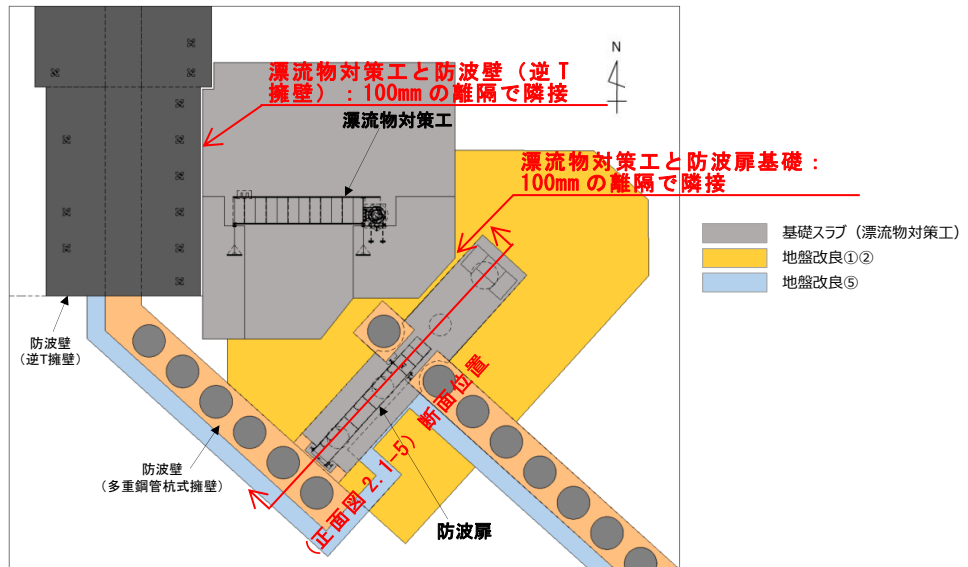 漂流物対策工と防波壁（逆T
擁壁）：100mmの離隔で隣接
漂流物対策工
N
漂流物対策工と防波扉基礎：
100mmの離隔で隣接
基礎スラブ（漂流物対策工）
地盤改良①②
地盤改良⑤
防波壁
（逆T擁壁）
防波壁
（多重鋼管杭式擁壁）
（正面図 2.1-5）断面位置
防波扉